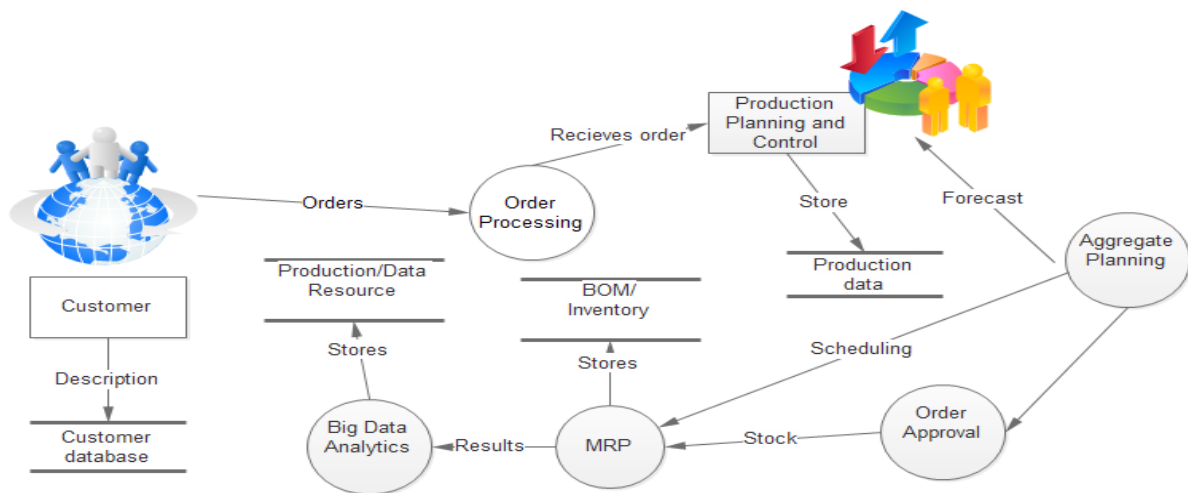 Production
Planning and
Control
Recieves order
Orders
Order
Processing
Store
Forecast
Aggregate
Planning
Production/Data
Resource
BOM/
Inventory
Production
data
Customer
Stores
Stores
Scheduling
Description
Big Data
Analytics
Results
MRP
Stock
Order
Approval
Customer
database